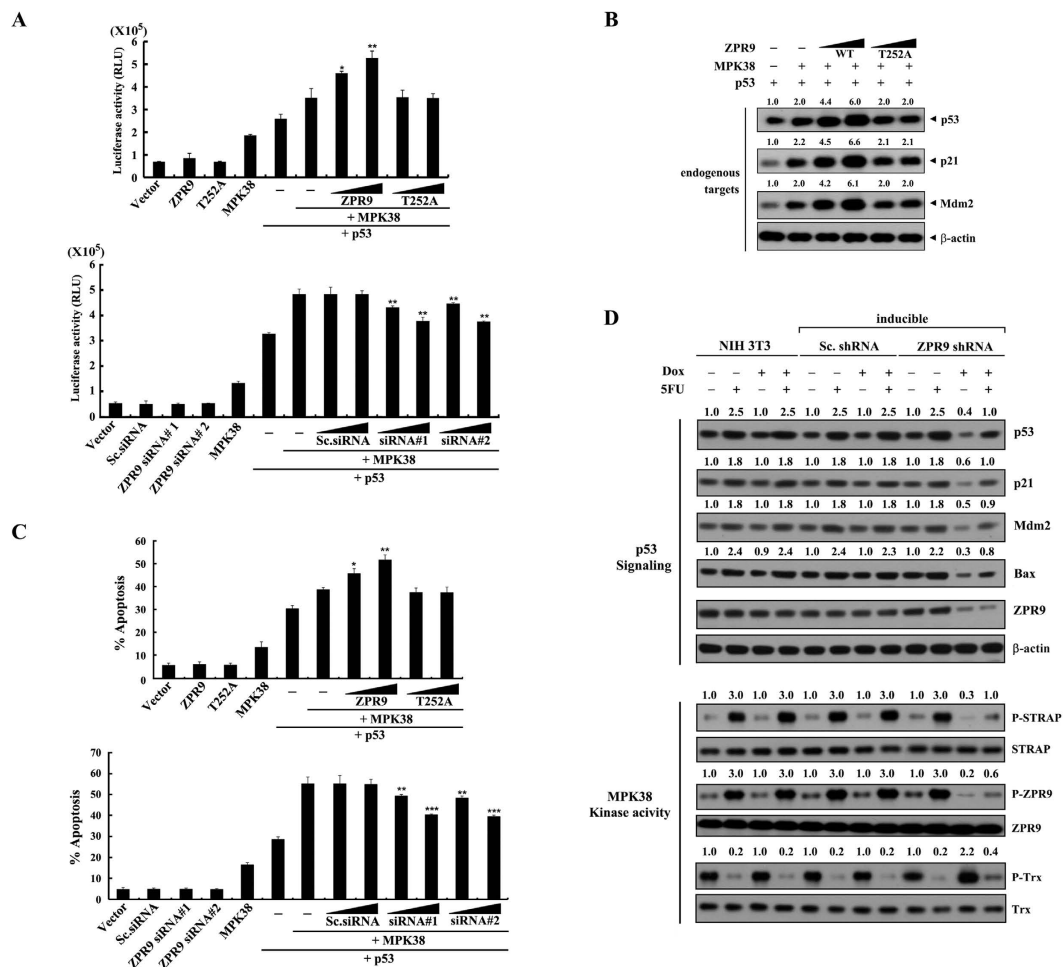 A
(X10⁵)
Luciferase activity (RLU)
6
5
4
3
2
1
0
* **
Vector ZPR9 T252A MPK38 – –
ZPR9 T252A
+ MPK38
+ p53
(X10⁵)
Luciferase activity (RLU)
6
5
4
3
2
1
0
** ** ** **
Vector Sc.siRNA ZPR9 siRNA# 1 ZPR9 siRNA# 2 MPK38 – –
Sc.siRNA siRNA#1 siRNA#2
+ MPK38
+ p53
B
ZPR9 – – WT T252A
MPK38 – + + + + +
p53 + + + + + +
1.0 2.0 4.4 6.0 2.0 2.0
p53
1.0 2.2 4.5 6.6 2.1 2.1
p21
1.0 2.0 4.2 6.1 2.0 2.0
Mdm2
β-actin
endogenous
targets
C
% Apoptosis
60
50
40
30
20
10
0
* **
Vector ZPR9 T252A MPK38 – –
ZPR9 T252A
+ MPK38
+ p53
% Apoptosis
70
60
50
40
30
20
10
0
** *** ** ***
Vector Sc.siRNA ZPR9 siRNA#1 ZPR9 siRNA#2 MPK38 – –
Sc.siRNA siRNA#1 siRNA#2
+ MPK38
+ p53
D
inducible
NIH 3T3 Sc. shRNA ZPR9 shRNA
Dox – – + + – – + + – – + +
5FU – + – + – + – + – + – +
1.0 2.5 1.0 2.5 1.0 2.5 1.0 2.5 1.0 2.5 0.4 1.0
p53
1.0 1.8 1.0 1.8 1.0 1.8 1.0 1.8 1.0 1.8 0.6 1.0
p21
1.0 1.8 1.0 1.8 1.0 1.8 1.0 1.8 1.0 1.8 0.5 0.9
Mdm2
1.0 2.4 0.9 2.4 1.0 2.4 1.0 2.3 1.0 2.2 0.3 0.8
Bax
ZPR9
β-actin
p53
Signaling
1.0 3.0 1.0 3.0 1.0 3.0 1.0 3.0 1.0 3.0 0.3 1.0
P-STRAP
STRAP
1.0 3.0 1.0 3.0 1.0 3.0 1.0 3.0 1.0 3.0 0.2 0.6
P-ZPR9
ZPR9
1.0 0.2 1.0 0.2 1.0 0.2 1.0 0.2 1.0 0.2 2.2 0.4
P-Trx
Trx
MPK38
Kinase acivity